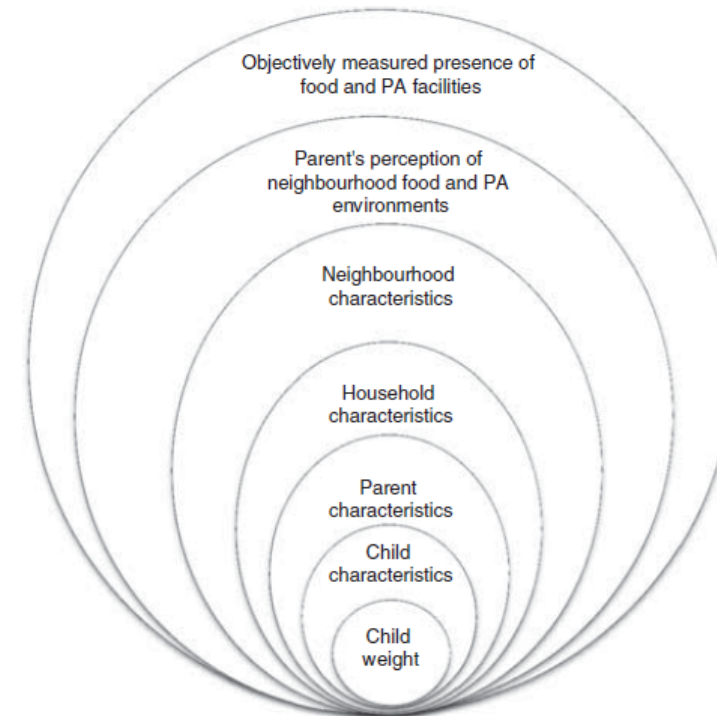 Objectively measured presence of
food and PA facilities
Parent's perception of
neighbourhood food and PA
environments
Neighbourhood
characteristics
Household
characteristics
Parent
characteristics
Child
characteristics
Child
weight